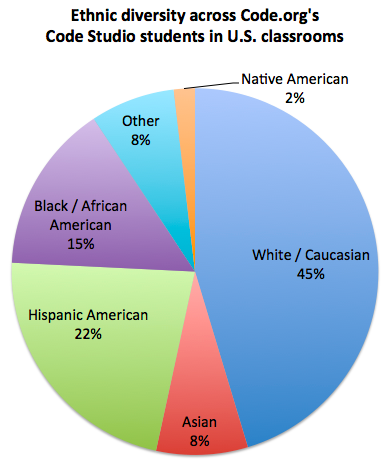 Ethnic diversity across Code.org's
Code Studio students in U.S. classrooms
Native American
2%
Other
8%
Black / African
American
15%
White / Caucasian
45%
Hispanic American
22%
Asian
8%